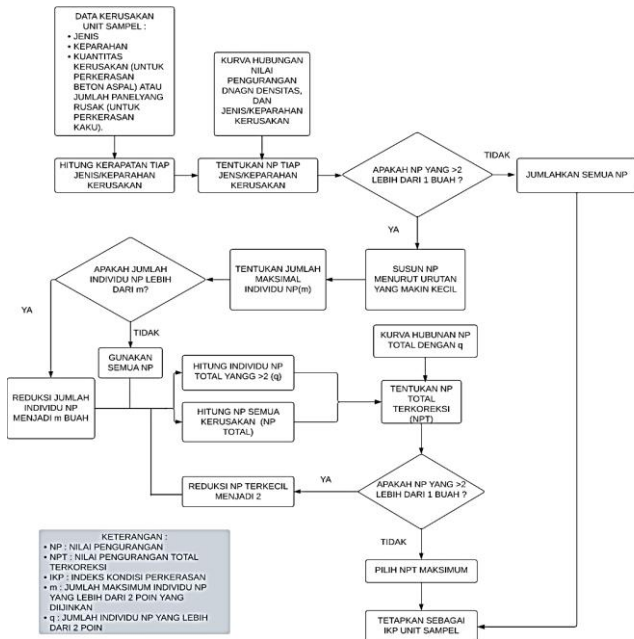 DATA KERUSAKAN
UNIT SAMPEL :
• JENIS
• KEPARAHAN
• KUANTITAS
KERUSAKAN (UNTUK
PERKERASAN
BETON ASPAL) ATAU
JUMLAH PANELYANG
RUSAK (UNTUK
PERKERASAN
KAKU).
KURVA HUBUNGAN
NILAI
PENGURANGAN
DNAGN DENSITAS,
DAN
JENIS/KEPARAHAN
KERUSAKAN
HITUNG KERAPATAN TIAP
JENIS/KEPARAHAN
KERUSAKAN
TENTUKAN NP TIAP
JENS/KEPARAHAN
KERUSAKAN
APAKAH NP YANG >2
LEBIH DARI 1 BUAH ?
TIDAK
JUMLAHKAN SEMUA NP
YA
SUSUN NP
MENURUT URUTAN
YANG MAKIN KECIL
TENTUKAN JUMLAH
MAKSIMAL
INDIVIDU NP(m)
APAKAH JUMLAH
INDIVIDU NP LEBIH
DARI m?
YA
TIDAK
GUNAKAN
SEMUA NP
REDUKSI JUMLAH
INDIVIDU NP
MENJADI m BUAH
HITUNG INDIVIDU NP
TOTAL YANGG >2 (q)
HITUNG NP SEMUA
KERUSAKAN (NP
TOTAL)
KURVA HUBUNAN NP
TOTAL DENGAN q
TENTUKAN NP
TOTAL
TERKOREKSI
(NPT)
APAKAH NP YANG >2
LEBIH DARI 1 BUAH ?
YA
REDUKSI NP TERKECIL
MENJADI 2
TIDAK
PILIH NPT MAKSIMUM
TETAPKAN SEBAGAI
IKP UNIT SAMPEL
KETERANGAN :
• NP : NILAI PENGURANGAN
• NPT : NILAI PENGURANGAN TOTAL
TERKOREKSI
• IKP : INDEKS KONDISI PERKERASAN
• m : JUMLAH MAKSIMUM INDIVIDU NP
YANG LEBIH DARI 2 POIN YANG
DIIJINKAN
• q : JUMLAH INDIVIDU NP YANG LEBIH
DARI 2 POIN